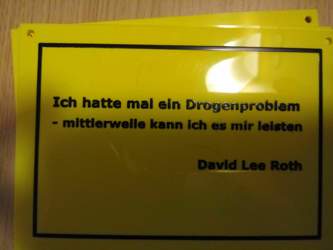 Ich hatte mal ein Drogenproblem
- mittlerweile kann ich es mir leisten
David Lee Roth